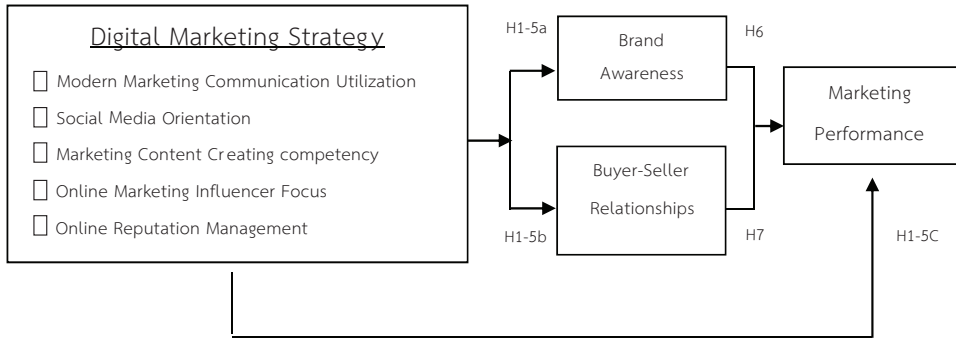 Digital Marketing Strategy
Modern Marketing Communication Utilization
Social Media Orientation
Marketing Content Creating competency
Online Marketing Influencer Focus
Online Reputation Management
H1-5a
Brand
Awareness
H6
H1-5b
Buyer-Seller
Relationships
H7
Marketing
Performance
H1-5C